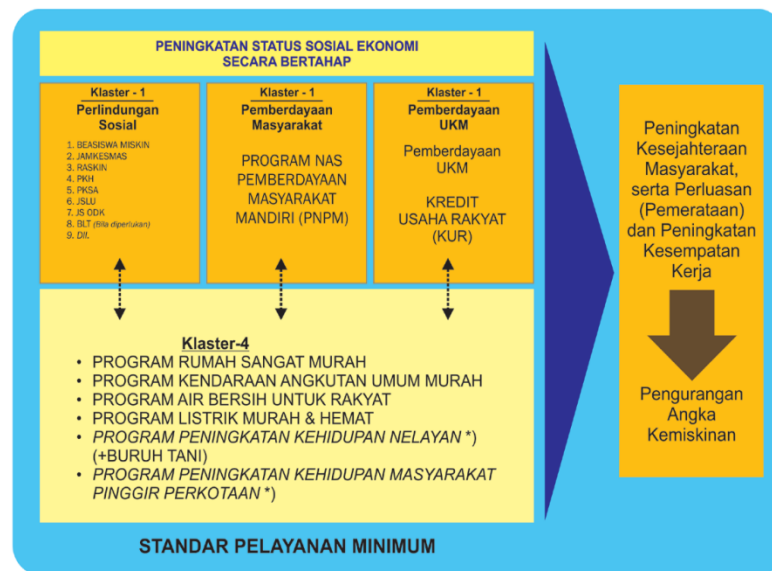 PENINGKATAN STATUS SOSIAL EKONOMI
SECARA BERTAHAP
Klaster - 1
Perlindungan
Sosial
1. BEASISWA MISKIN
2. JAMKESMAS
3. RASKIN
4. PKH
5. PKSA
6. JSLU
7. JS ODK
8. BLT (Bila diperlukan)
9. Dll.
Klaster - 1
Pemberdayaan
Masyarakat
PROGRAM NAS
PEMBERDAYAAN
MASYARAKAT
MANDIRI (PNPM)
Klaster - 1
Pemberdayaan
UKM
Pemberdayaan
UKM
KREDIT
USAHA RAKYAT
(KUR)
Klaster-4
• PROGRAM RUMAH SANGAT MURAH
• PROGRAM KENDARAAN ANGKUTAN UMUM MURAH
• PROGRAM AIR BERSIH UNTUK RAKYAT
• PROGRAM LISTRIK MURAH & HEMAT
• PROGRAM PENINGKATAN KEHIDUPAN NELAYAN *)
(+BURUH TANI)
• PROGRAM PENINGKATAN KEHIDUPAN MASYARAKAT
PINGGIR PERKOTAAN *)
STANDAR PELAYANAN MINIMUM
Peningkatan
Kesejahteraan
Masyarakat,
serta Perluasan
(Pemerataan)
dan Peningkatan
Kesempatan
Kerja
Pengurangan
Angka
Kemiskinan